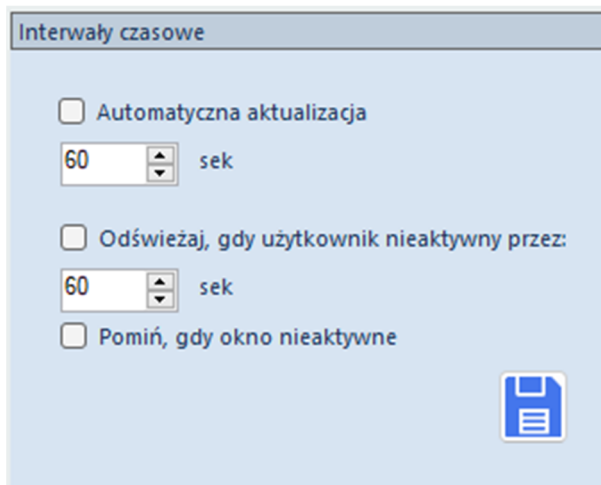 Interwały czasowe
Automatyczna aktualizacja
60 sek
Odświeżaj, gdy użytkownik nieaktywny przez:
60 sek
Pomiń, gdy okno nieaktywne